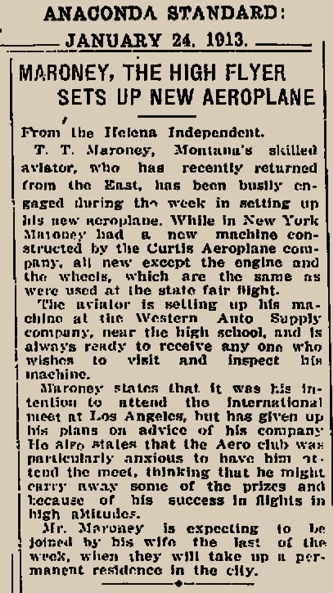 ANACONDA STANDARD:
JANUARY 24, 1913.
MARONEY, THE HIGH FLYER
SETS UP NEW AEROPLANE
From the Helena Independent.
T. T. Maroney, Montana's skilled
aviator, who has recently returned
from the East, has been busily en-
gaged during the week in setting up
his new aeroplane. While in New York
Maroney had a new machine con-
structed by the Curtis Aeroplane com-
pany, all new except the engine and
the wheels, which are the same as
were used at the state fair flight.
The aviator is setting up his ma-
chine at the Western Auto Supply
company, near the high school, and is
always ready to receive any one who
wishes to visit and inspect his
machine.
Maroney states that it was his in-
tention to attend the international
meet at Los Angeles, but has given up
his plans on advice of his company
He also states that the Aero club was
particularly anxious to have him at-
tend the meet, thinking that he might
carry away some of the prizes and
because of his success in flights in
high altitudes.
Mr. Maroney is expecting to be
joined by his wife the last of the
week, when they will take up a per-
manent residence in the city.